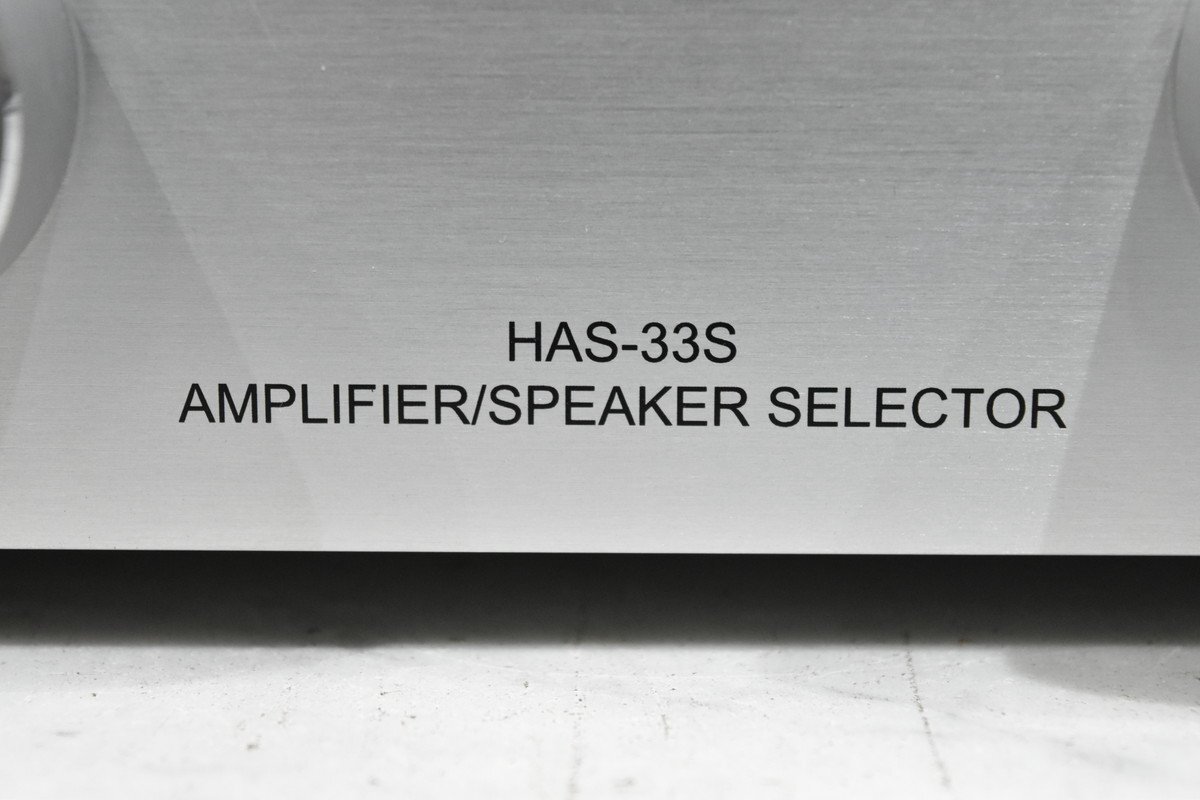 HAS-33S
AMPLIFIER/SPEAKER SELECTOR